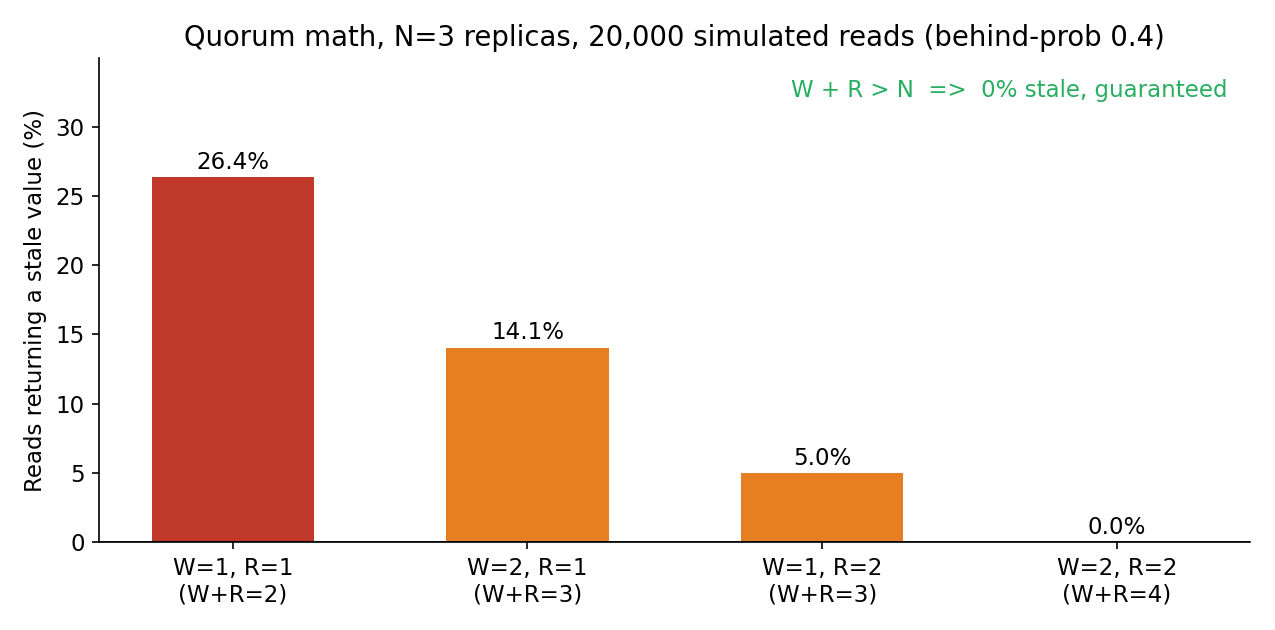 Quorum math, N=3 replicas, 20,000 simulated reads (behind-prob 0.4)
W + R > N => 0% stale, guaranteed
Reads returning a stale value (%)
30
25
20
15
10
5
0
26.4%
14.1%
5.0%
0.0%
W=1, R=1
(W+R=2)
W=2, R=1
(W+R=3)
W=1, R=2
(W+R=3)
W=2, R=2
(W+R=4)